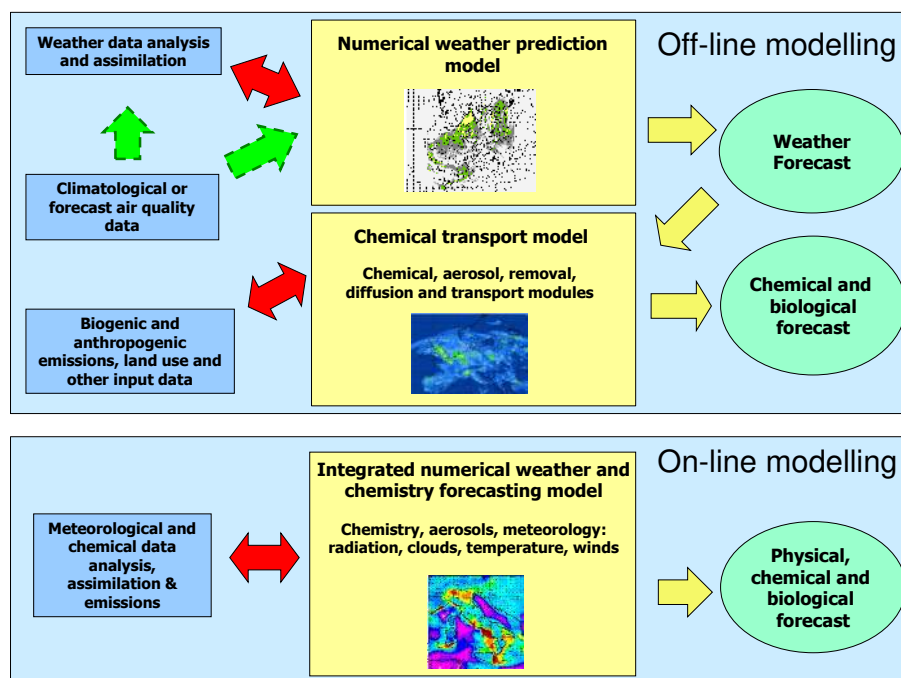 Off-line modelling
Weather data analysis
and assimilation
Numerical weather prediction
model
Weather
Forecast
Climatological or
forecast air quality
data
Chemical transport model
Chemical, aerosol, removal,
diffusion and transport modules
Chemical and
biological
forecast
Biogenic and
anthropogenic
emissions, land use and
other input data
On-line modelling
Integrated numerical weather and
chemistry forecasting model
Chemistry, aerosols, meteorology:
radiation, clouds, temperature, winds
Meteorological and
chemical data
analysis,
assimilation &
emissions
Physical,
chemical and
biological
forecast